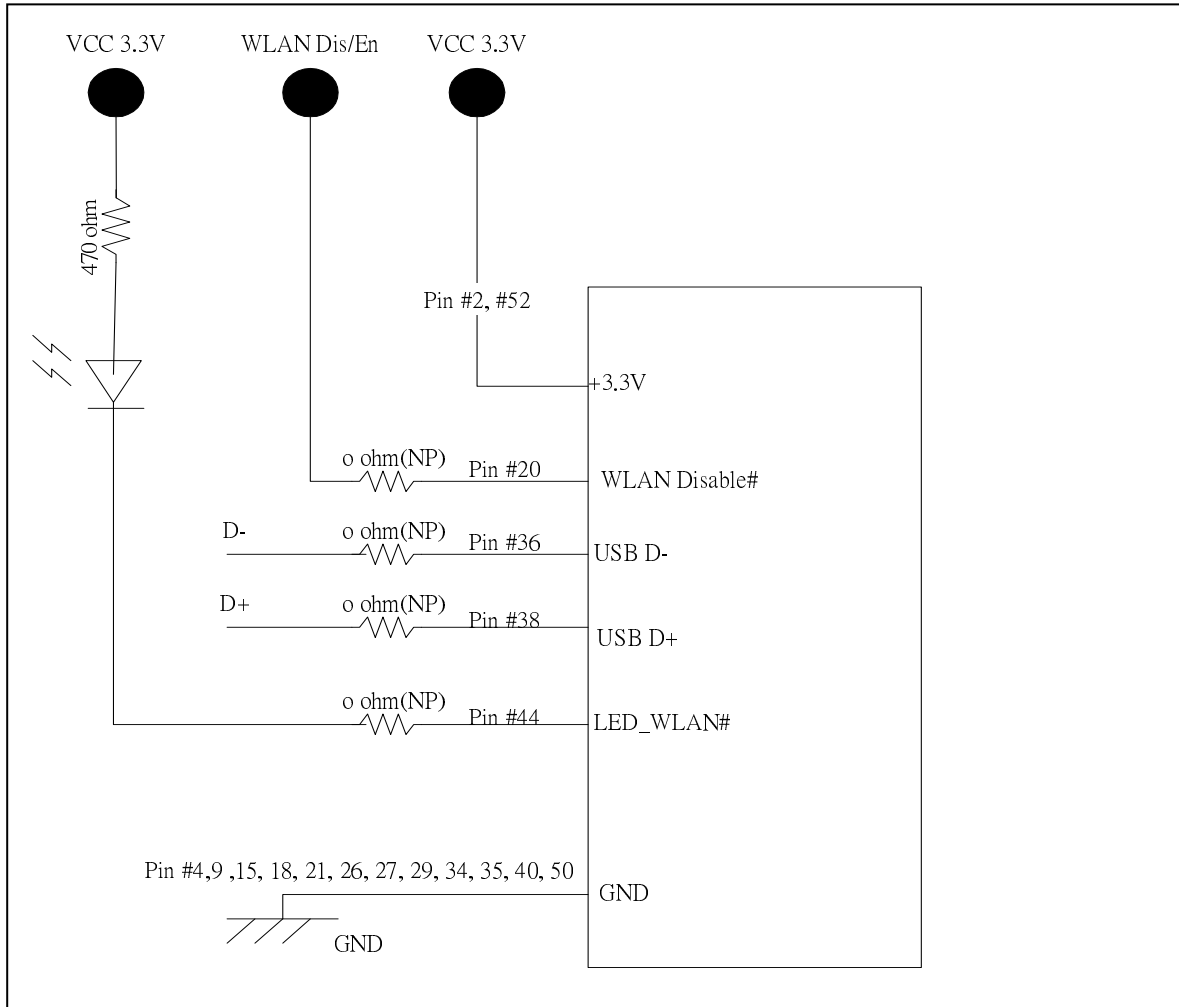 VCC 3.3V
WLAN Dis/En
VCC 3.3V
470 ohm
Pin #2, #52
+3.3V
o ohm(NP)
Pin #20
WLAN Disable#
D-
o ohm(NP)
Pin #36
USB D-
D+
o ohm(NP)
Pin #38
USB D+
o ohm(NP)
Pin #44
LED_WLAN#
Pin #4,9 ,15, 18, 21, 26, 27, 29, 34, 35, 40, 50
GND
GND